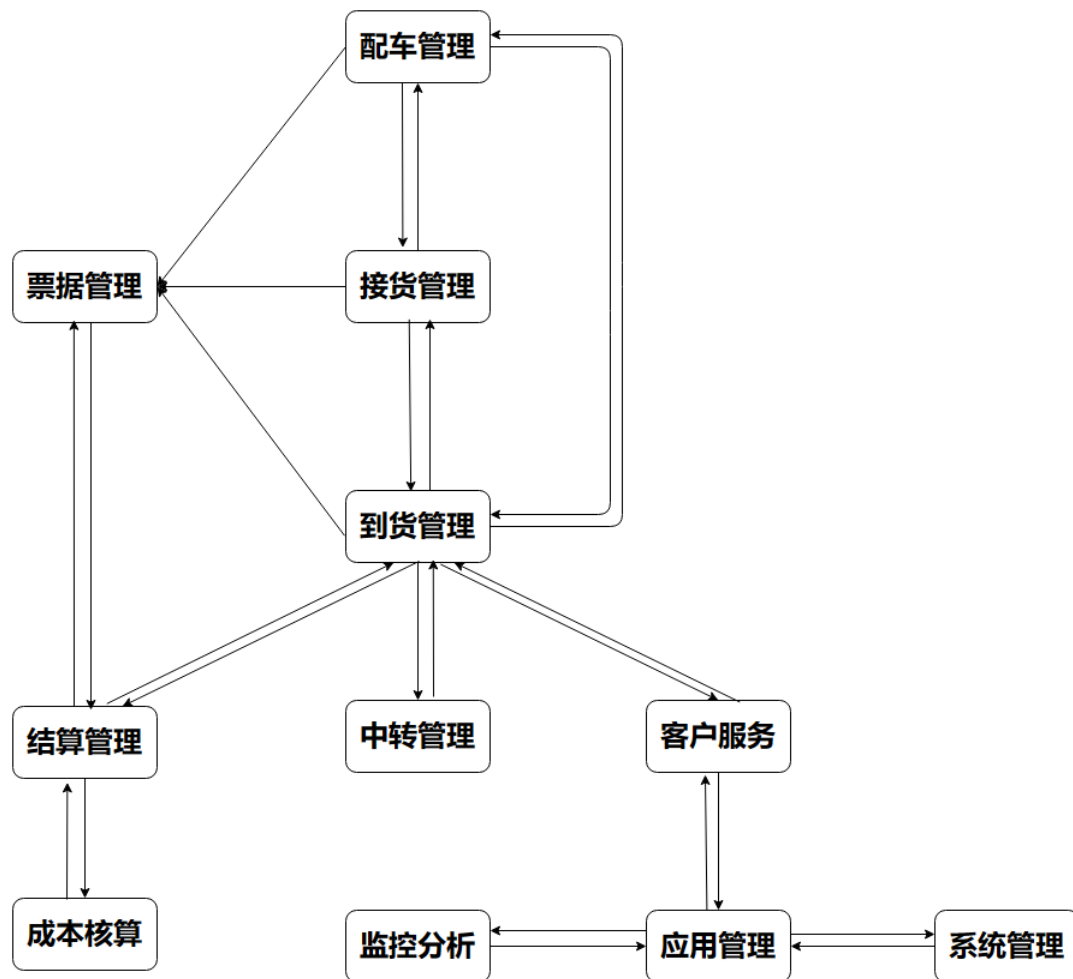 配车管理
票据管理
接货管理
到货管理
结算管理
中转管理
客户服务
成本核算
监控分析
应用管理
系统管理